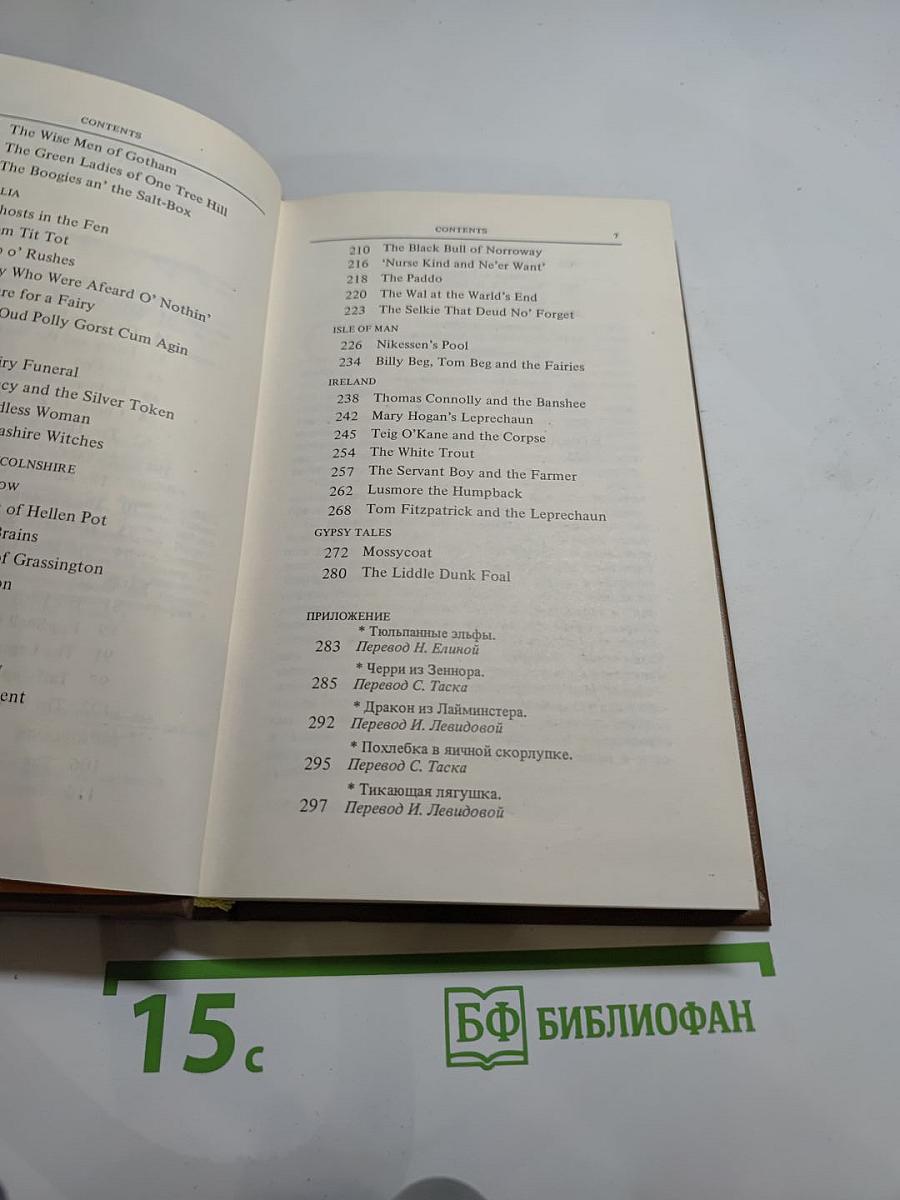 CONTENTS
The Wise Men of Gotham
The Green Ladies of One Tree Hill
The Boogies an' the Salt-Box
LIA
hosts in the Fen
m Tit Tot
o' Rushes
y Who Were Afeard O' Nothin'
re for a Fairy
Oud Polly Gorst Cum Agin
iry Funeral
cy and the Silver Token
dless Woman
ashire Witches
COLNSHIRE
ow
of Hellen Pot
Brains
of Grassington
on
ent
CONTENTS
210 The Black Bull of Norroway
216 'Nurse Kind and Ne'er Want'
218 The Paddo
220 The Wal at the Warld's End
223 The Selkie That Deud No' Forget
ISLE OF MAN
226 Nikessen's Pool
234 Billy Beg, Tom Beg and the Fairies
IRELAND
238 Thomas Connolly and the Banshee
242 Mary Hogan's Leprechaun
245 Teig O'Kane and the Corpse
254 The White Trout
257 The Servant Boy and the Farmer
262 Lusmore the Humpback
268 Tom Fitzpatrick and the Leprechaun
GYPSY TALES
272 Mossycoat
280 The Liddle Dunk Foal
ПРИЛОЖЕНИЕ
* Тюльпанные эльфы.
283 Перевод Н. Елиной
* Черри из Зеннора.
285 Перевод С. Таска
* Дракон из Лайминстера.
292 Перевод И. Левидовой
* Похлебка в яичной скорлупке.
295 Перевод С. Таска
* Тикающая лягушка.
297 Перевод И. Левидовой
15 с
БФ БИБЛИОФАН